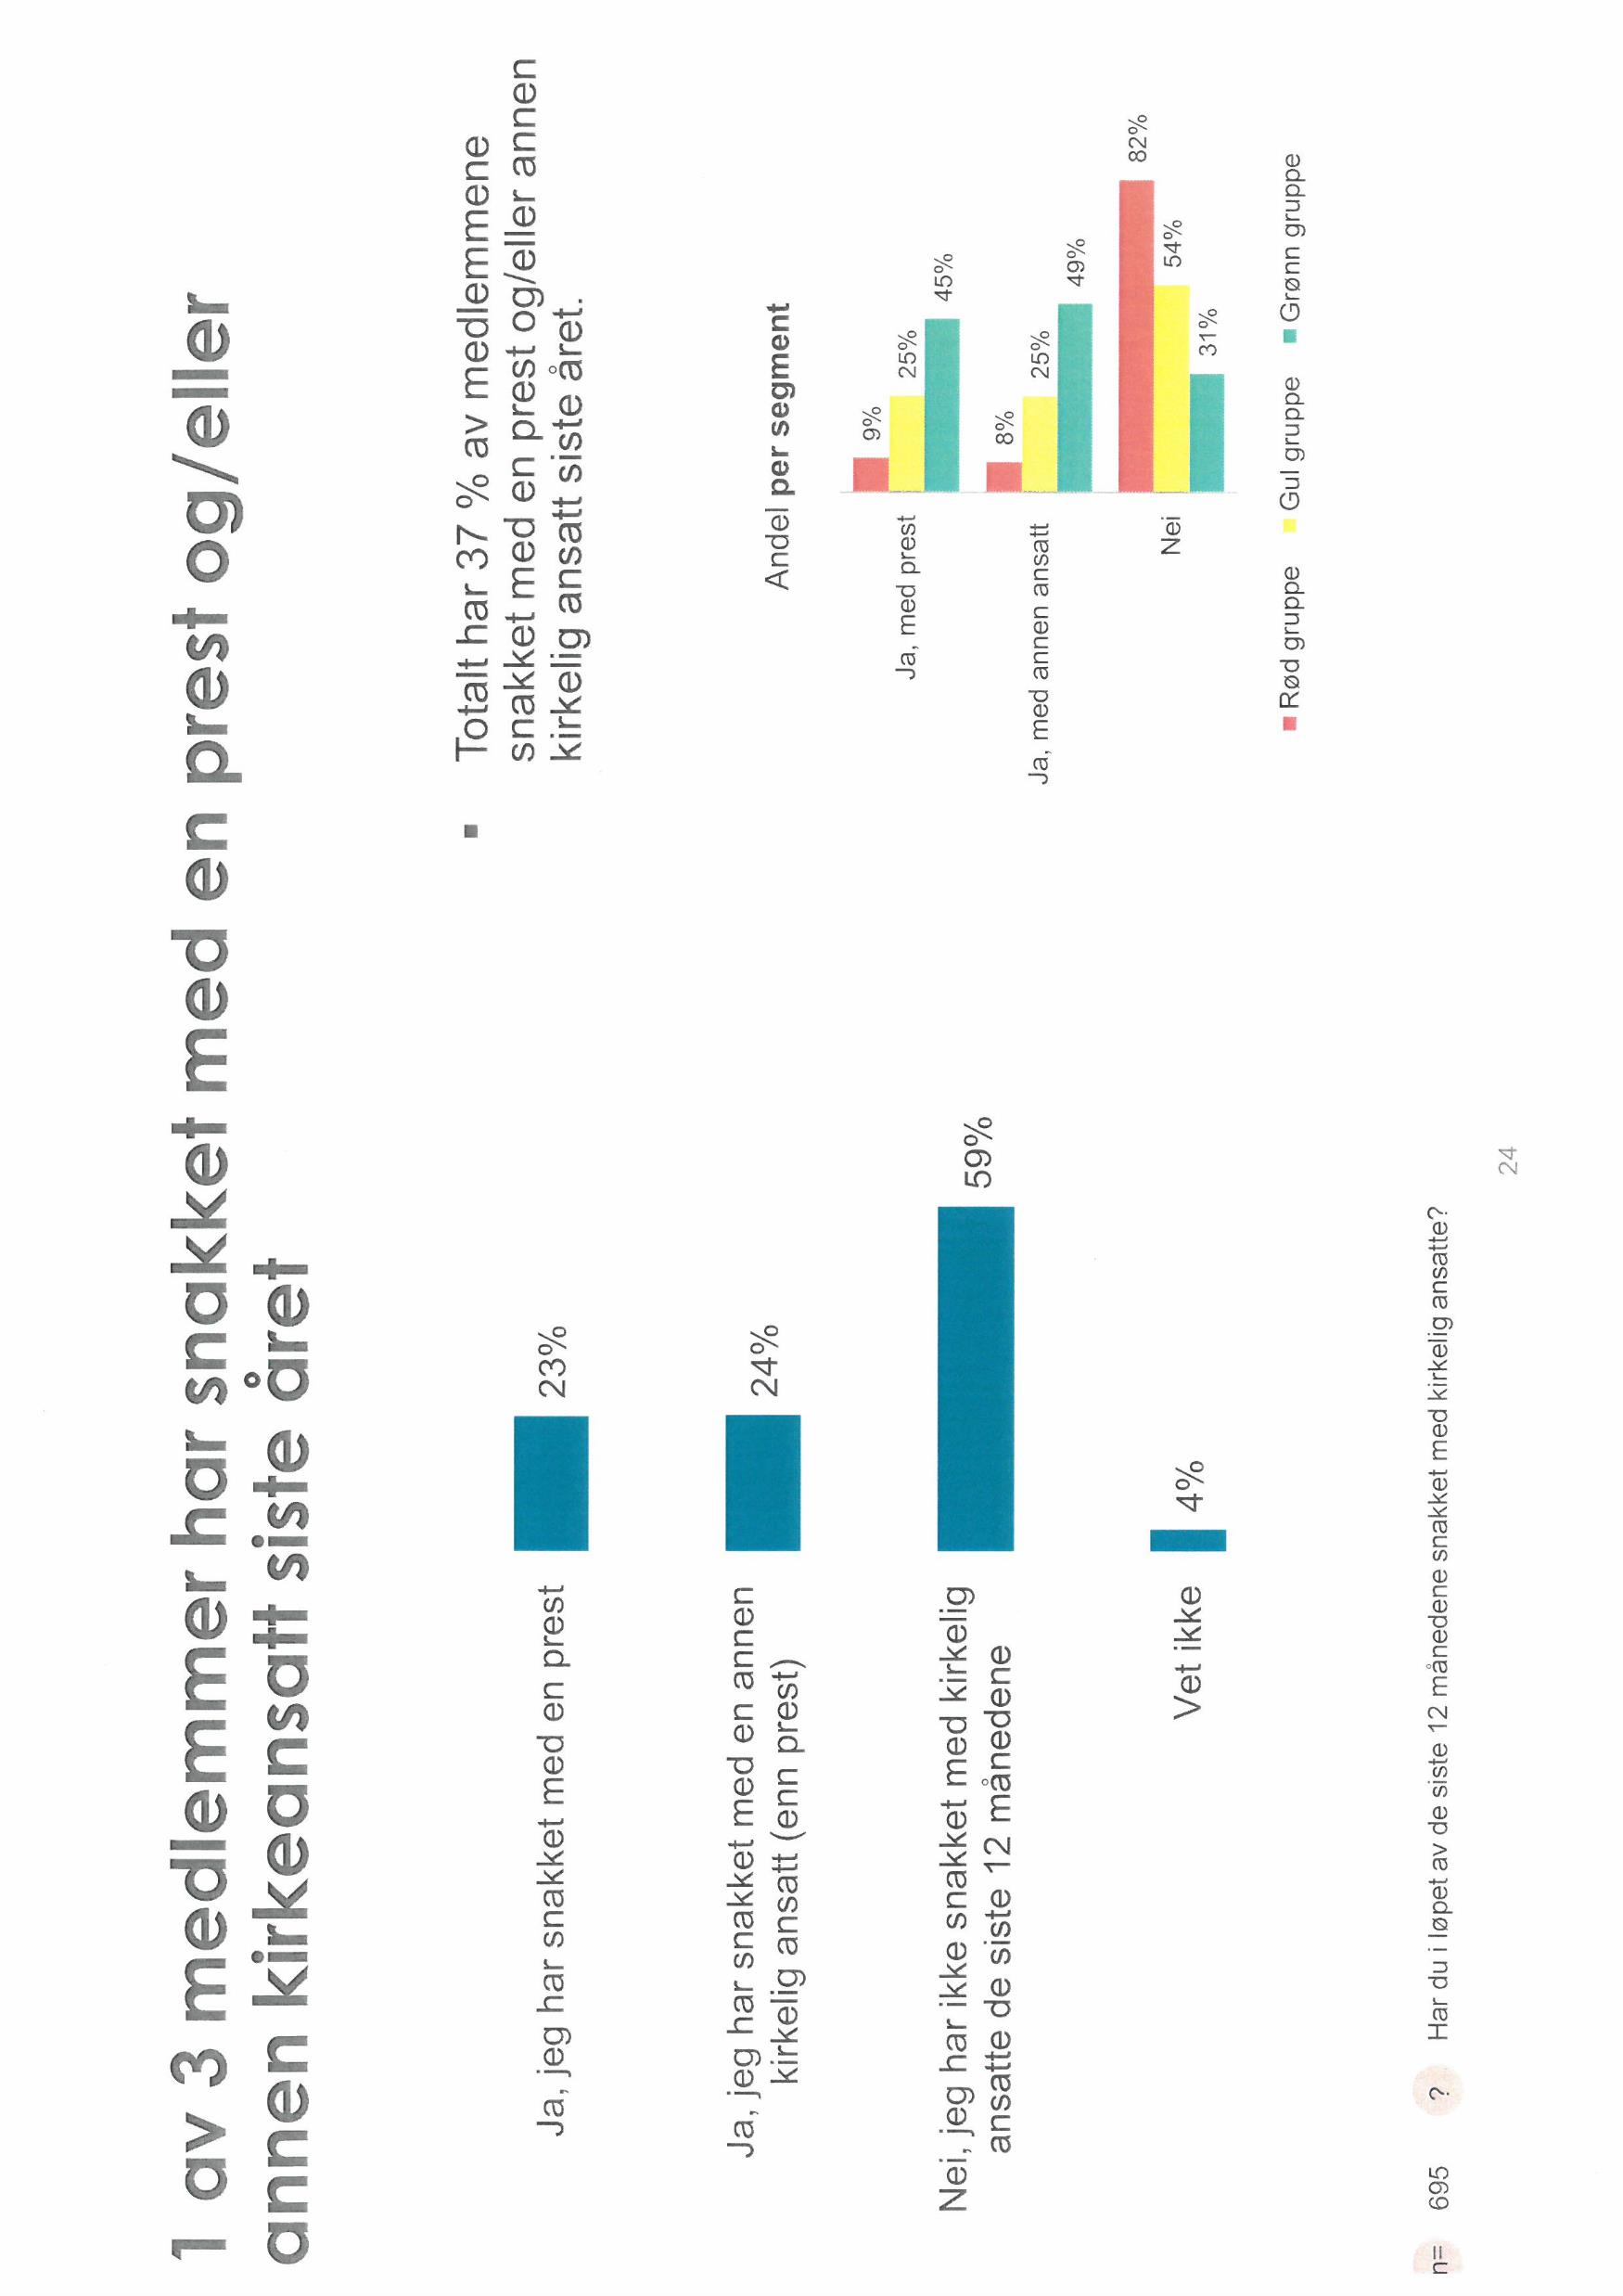 1 av 3 medlemmer har snakket med en prest og/eller
annen kirkeansatt siste året
Ja, jeg har snakket med en prest
23%
Ja, jeg har snakket med en annen
kirkelig ansatt (enn prest)
24%
Nei, jeg har ikke snakket med kirkelig
ansatte de siste 12 månedene
59%
Vet ikke
4%
▪ Totalt har 37 % av medlemmene
snakket med en prest og/eller annen
kirkelig ansatt siste året.
Andel per segment
Ja, med prest
9%
25%
45%
Ja, med annen ansatt
8%
25%
49%
Nei
82%
54%
31%
Rød gruppe
Gul gruppe
Grønn gruppe
n= 695 ? Har du i løpet av de siste 12 månedene snakket med kirkelig ansatte?
24